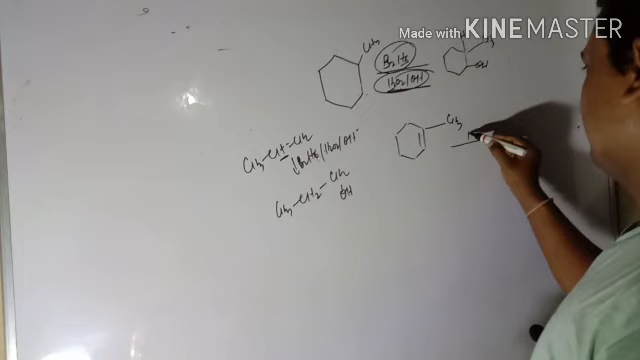 Made with KINEMASTER
CH3
B2H6
H2O2/OH
CH3
OH
CH3
CH3-CH=CH2
↓B2H6/H2O2/OH-
CH3-CH2-CH2
OH